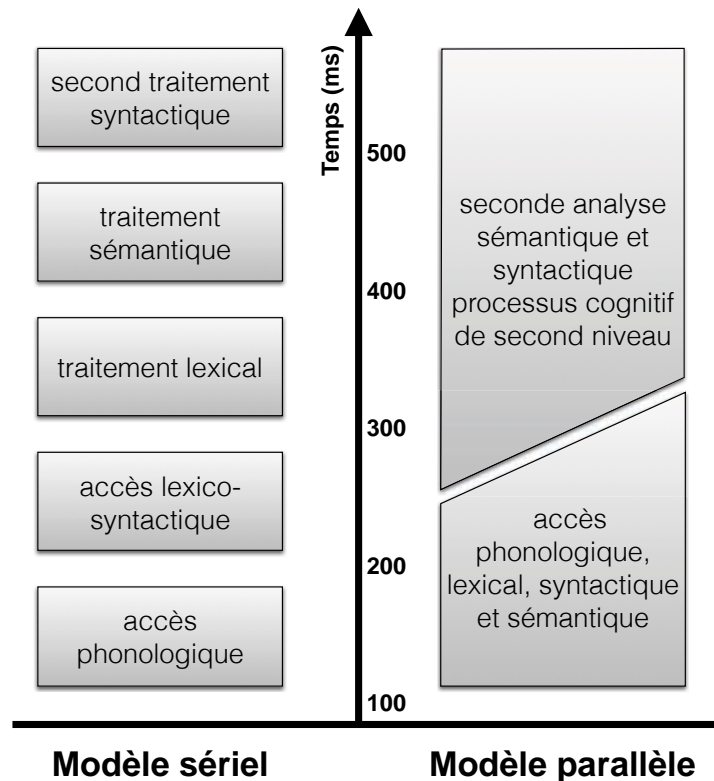 second traitement
syntactique
traitement
sémantique
traitement lexical
accès lexico-
syntactique
accès
phonologique
Temps (ms)
500
400
300
200
100
seconde analyse
sémantique et
syntactique
processus cognitif
de second niveau
accès
phonologique,
lexical, syntactique
et sémantique
Modèle sériel
Modèle parallèle